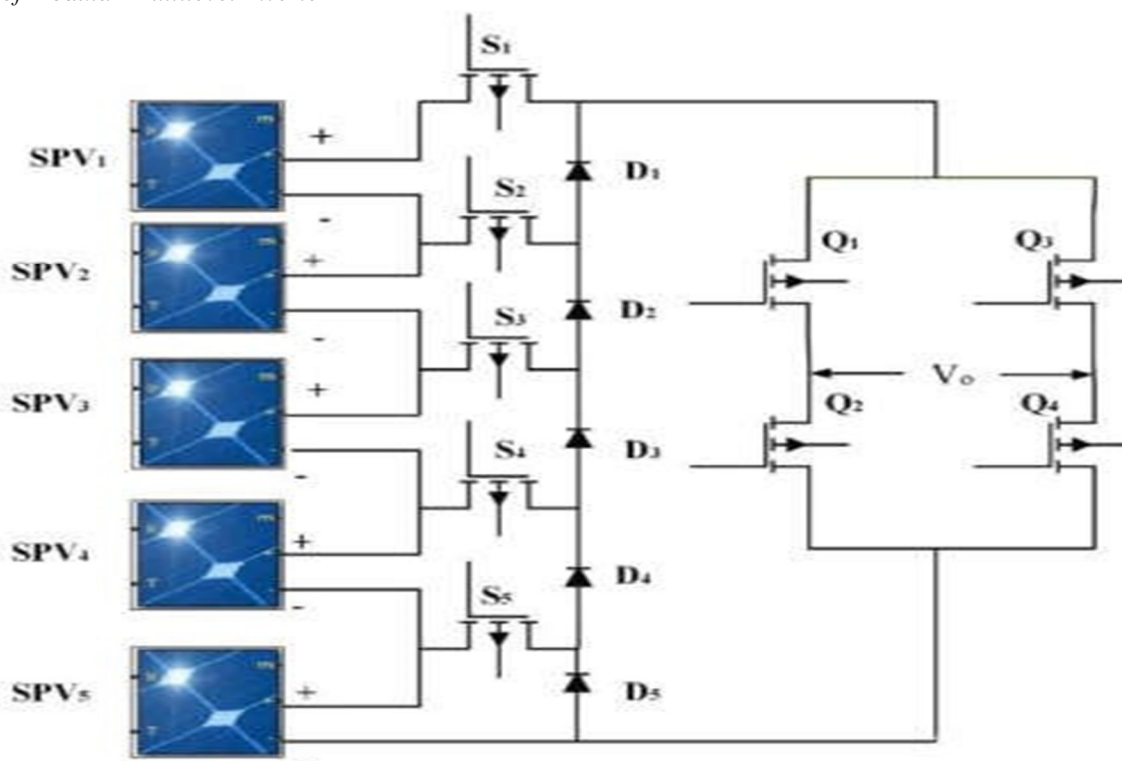 S1
+
SPV1
D1
S2
-
Q1
Q3
+
SPV2
D2
S3
-
Vo
+
SPV3
Q2
Q4
S4
D3
-
+
SPV4
D4
S5
-
SPV5
+
D5